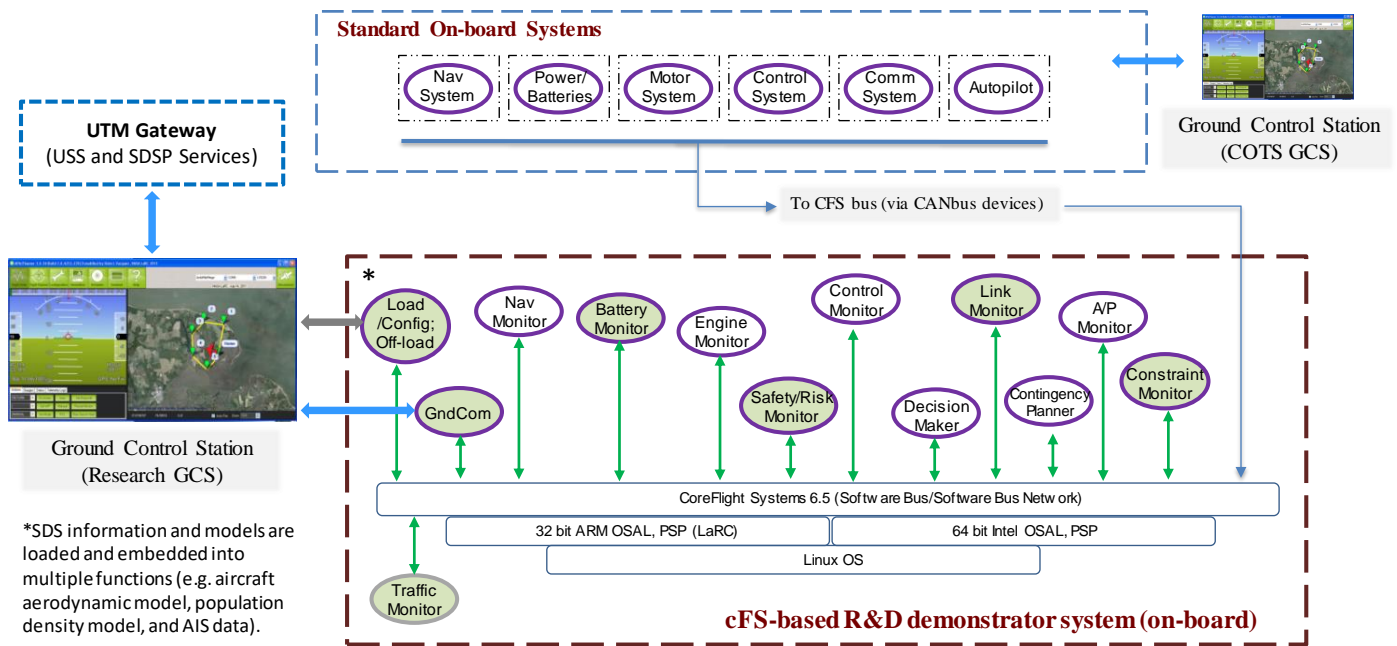 Standard On-board Systems
Nav
System
Power/
Batteries
Motor
System
Control
System
Comm
System
Autopilot
Ground Control Station
(COTS GCS)
UTM Gateway
(USS and SDSP Services)
To CFS bus (via CANbus devices)
*
Load
/Config;
Off-load
Nav
Monitor
Battery
Monitor
Engine
Monitor
Control
Monitor
Link
Monitor
A/P
Monitor
Constraint
Monitor
GndCom
Safety/Risk
Monitor
Decision
Maker
Contingency
Planner
Ground Control Station
(Research GCS)
CoreFlight Systems 6.5 (Software Bus/Software Bus Network)
32 bit ARM OSAL, PSP (LaRC)
64 bit Intel OSAL, PSP
Linux OS
Traffic
Monitor
*SDS information and models are
loaded and embedded into
multiple functions (e.g. aircraft
aerodynamic model, population
density model, and AIS data).
cFS-based R&D demonstrator system (on-board)